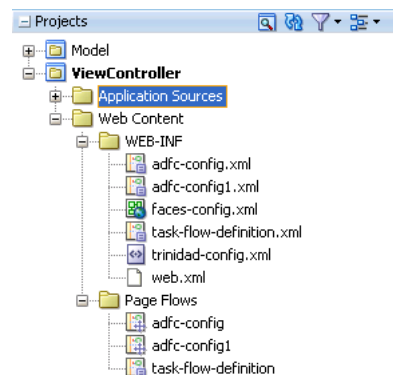 Projects
Model
ViewController
Application Sources
Web Content
WEB-INF
adfc-config.xml
adfc-config1.xml
faces-config.xml
task-flow-definition.xml
trinidad-config.xml
web.xml
Page Flows
adfc-config
adfc-config1
task-flow-definition